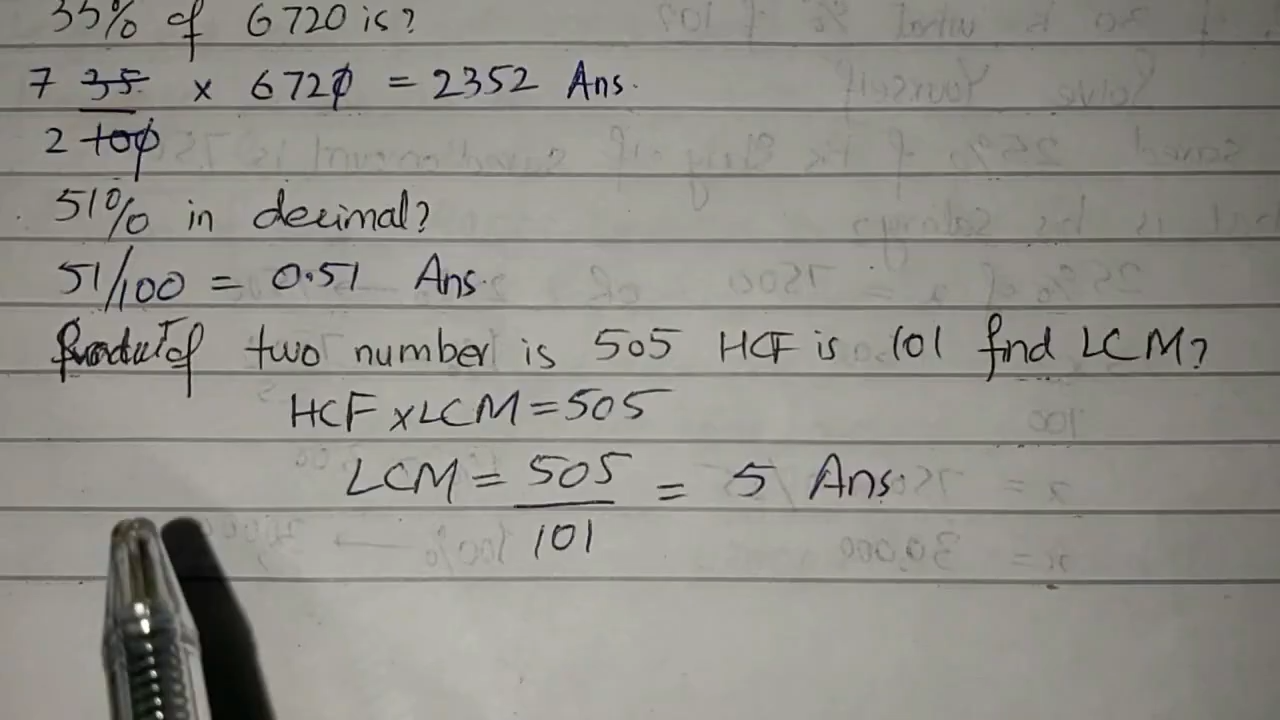 35% of 6720 is?
7 35 × 6720 = 2352 Ans.
2 100
51% in decimal?
51/100 = 0.51 Ans.
Product of two number is 505 HCF is 101 find LCM?
HCF × LCM = 505
LCM = 505 = 5 Ans.
101